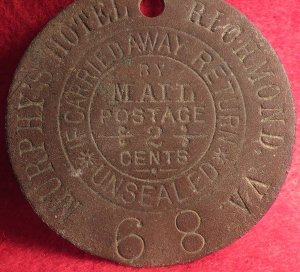 MURPHY'S HOTEL RICHMOND. VA.
IF CARRIED AWAY RETURN
BY
MAIL
POSTAGE
2
CENTS
UNSEALED
68